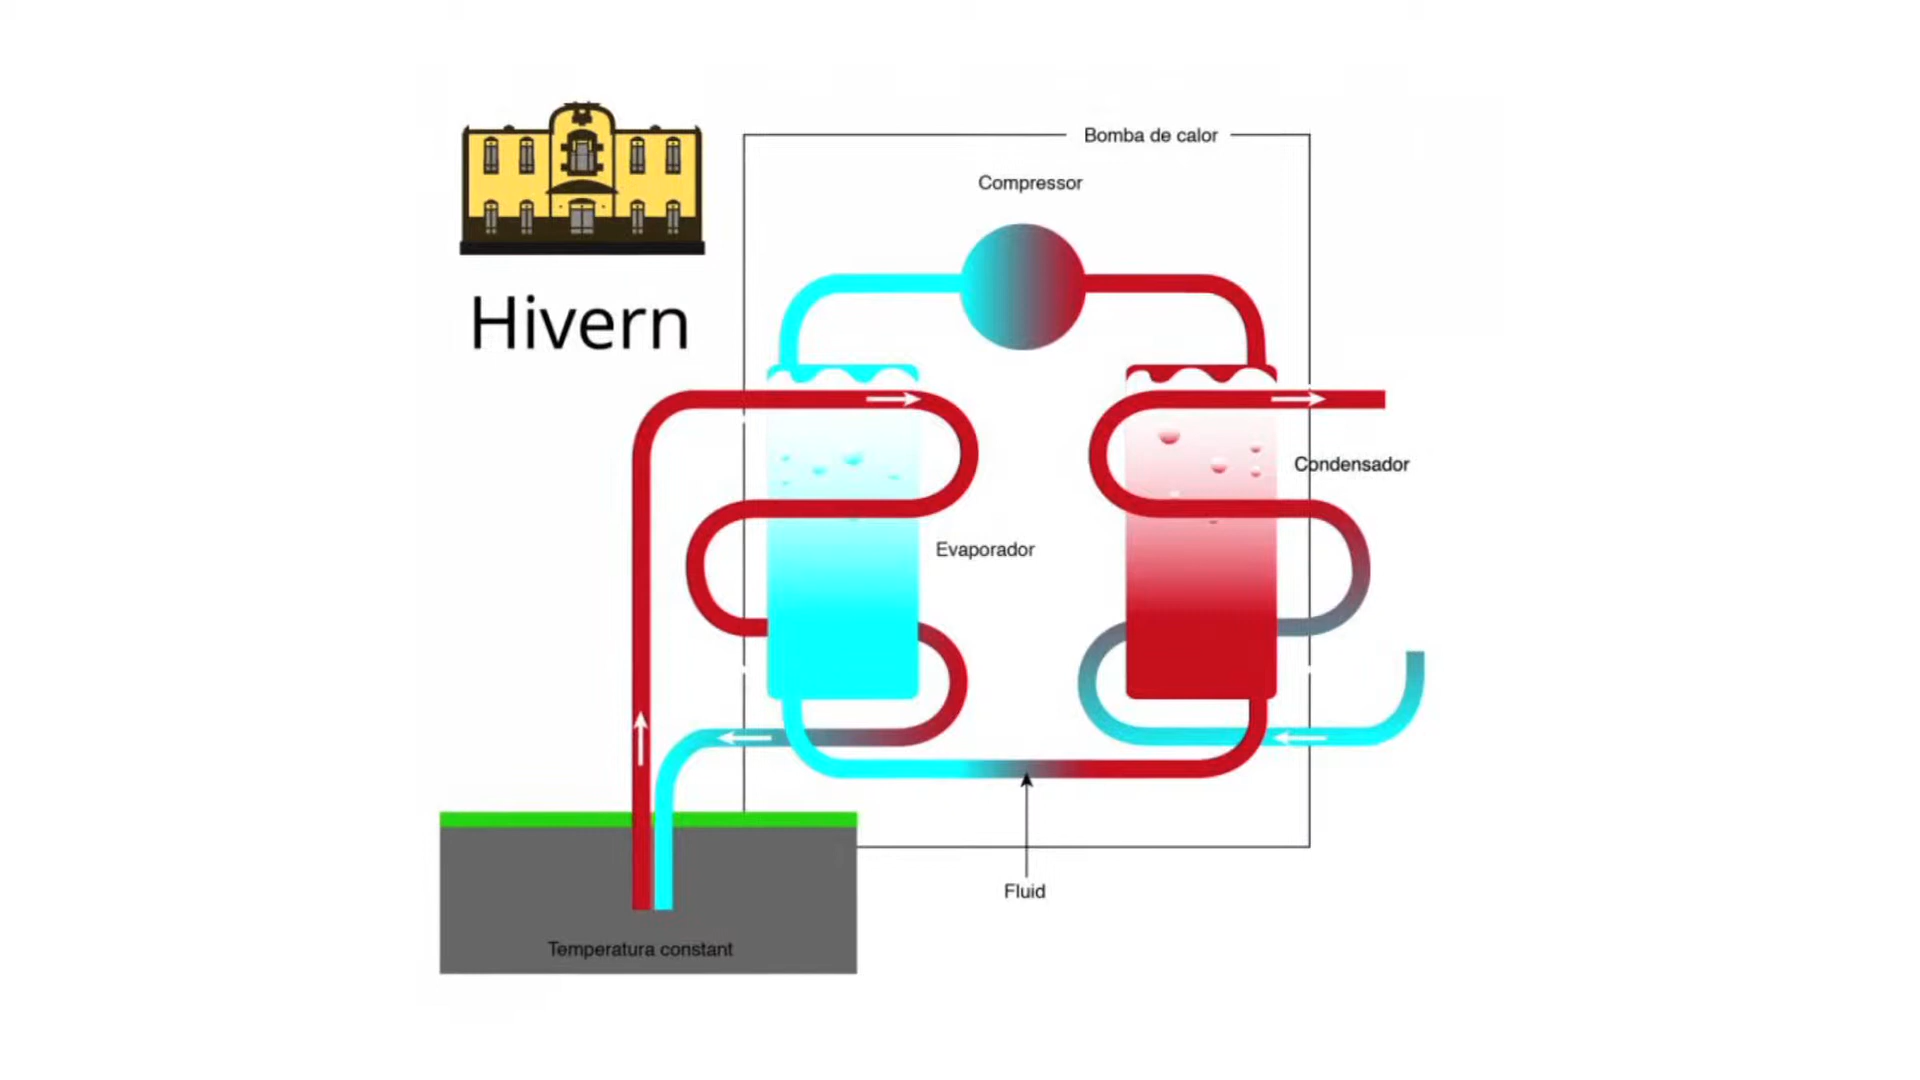 Bomba de calor
Compressor
Hivern
Condensador
Evaporador
Fluid
Temperatura constant